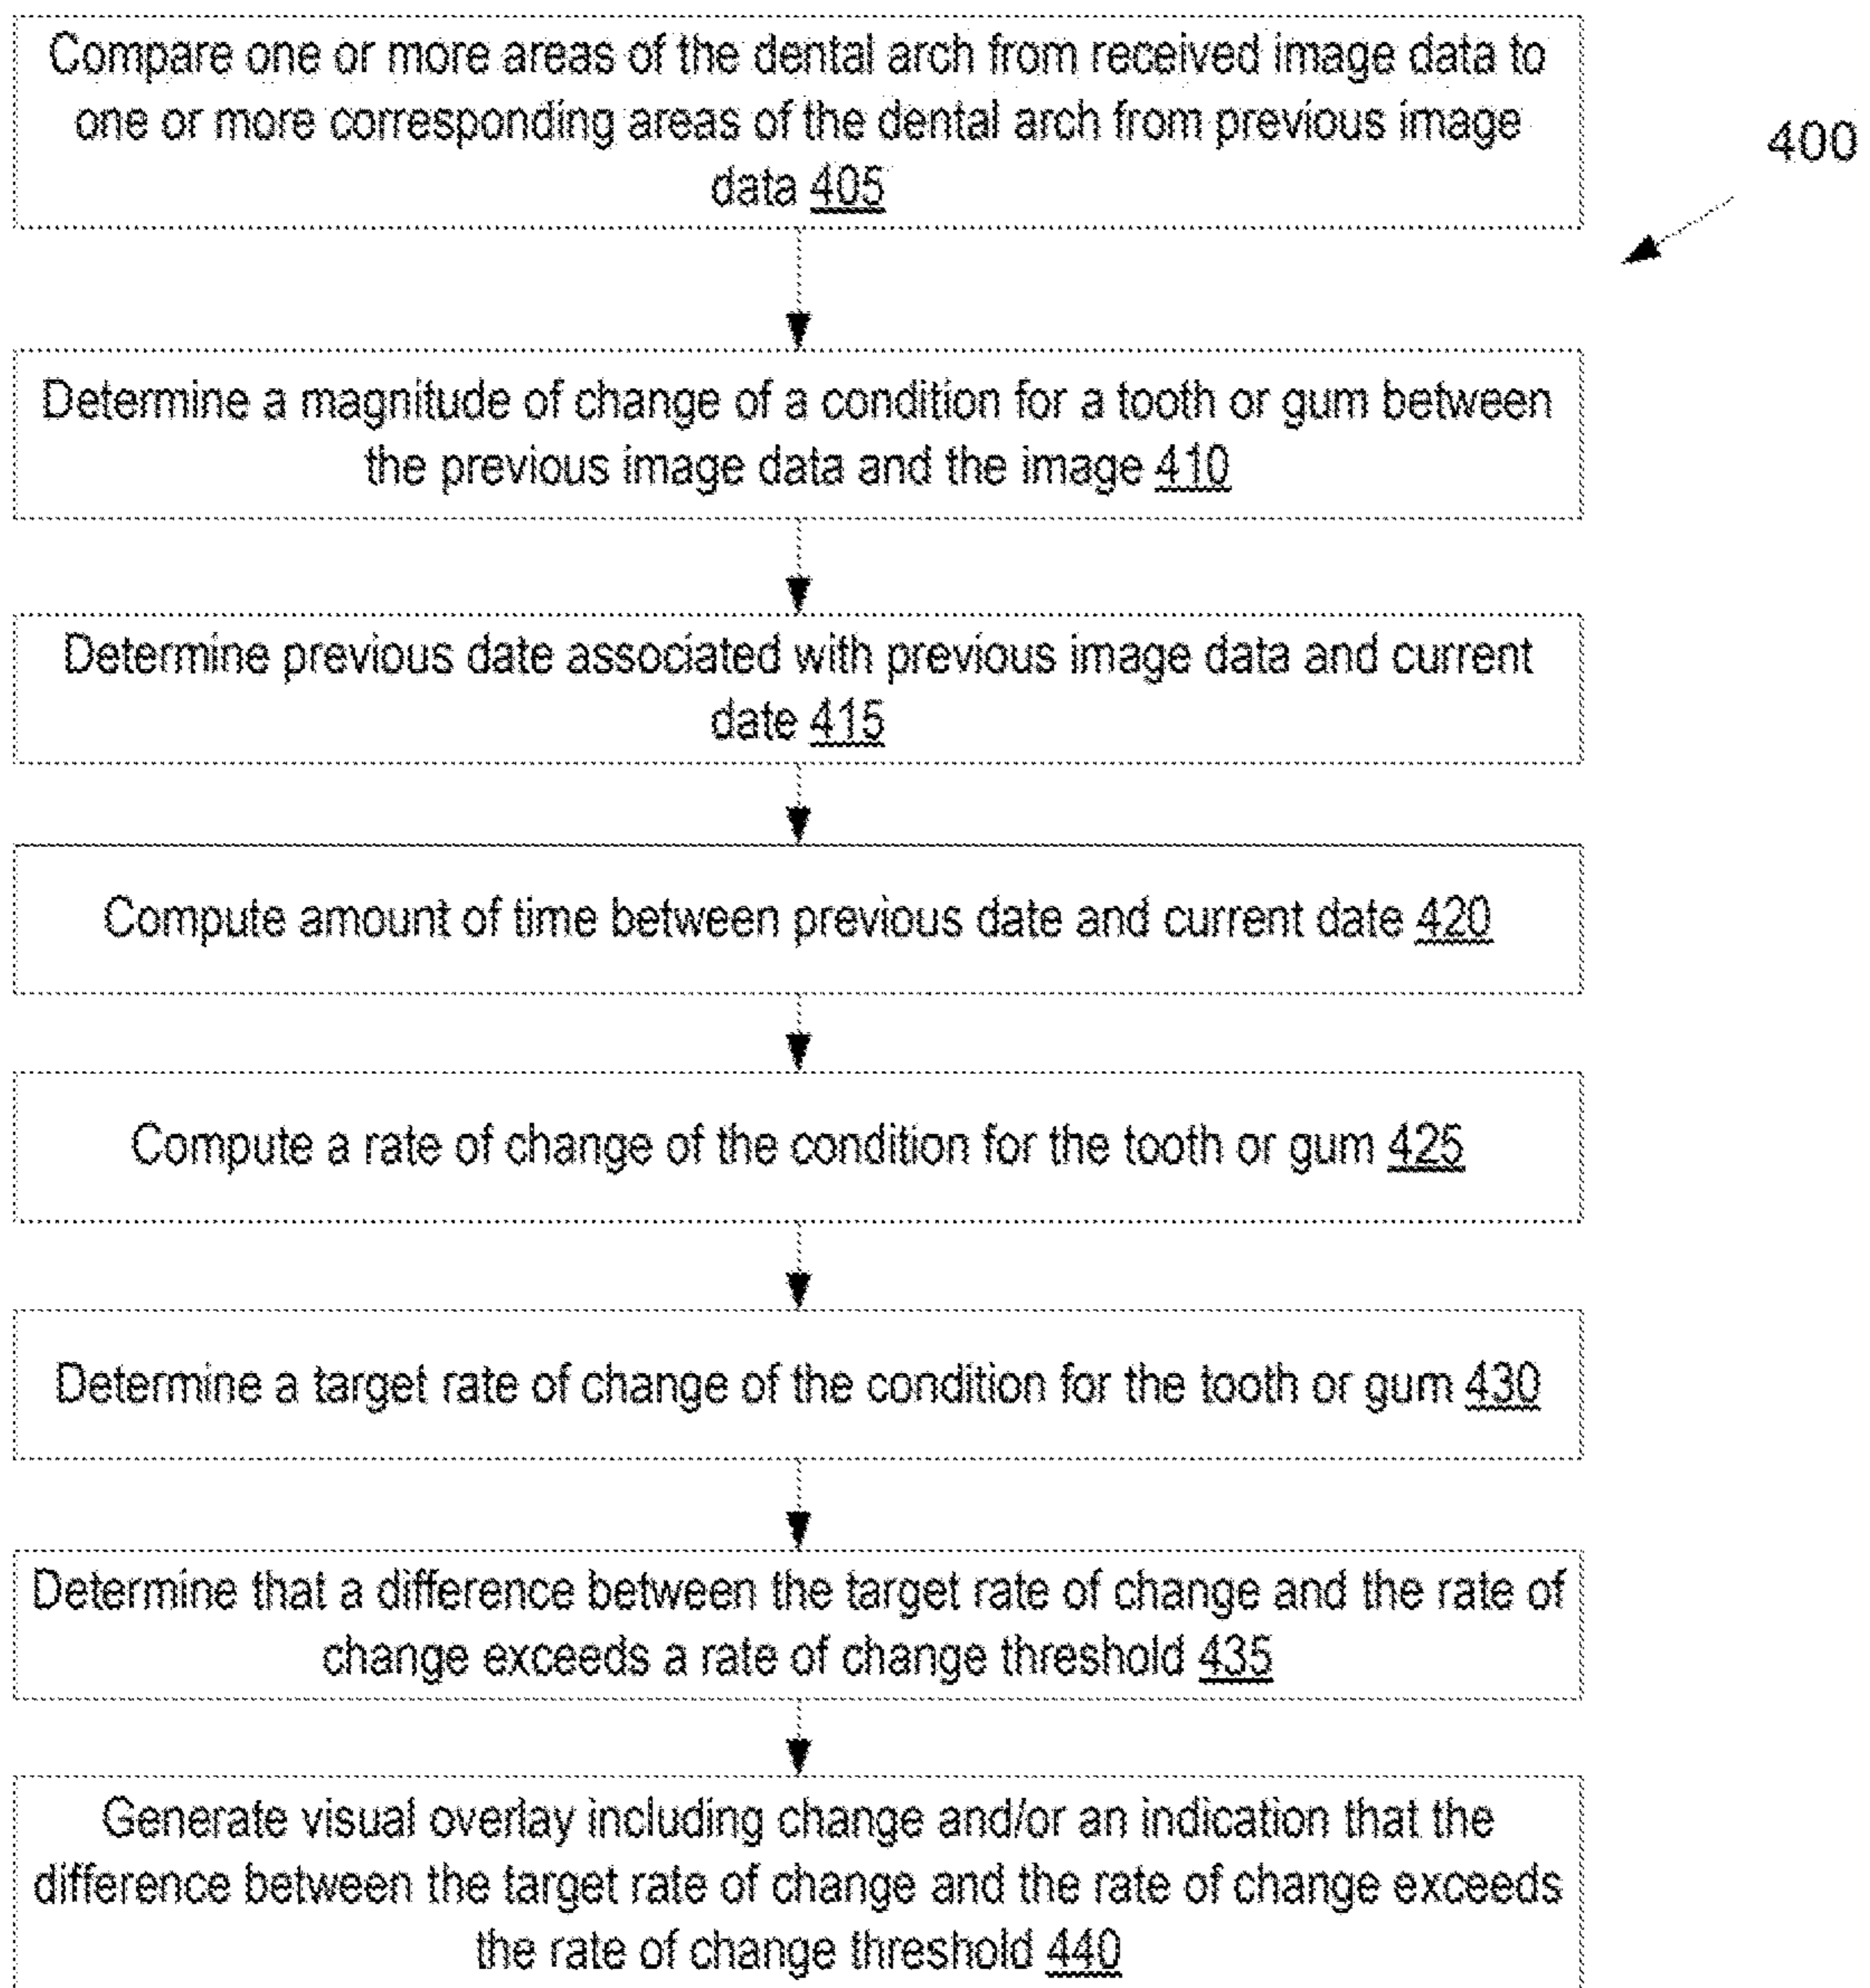 Compare one or more areas of the dental arch from received image data to
one or more corresponding areas of the dental arch from previous image
data 405
400
Determine a magnitude of change of a condition for a tooth or gum between
the previous image data and the image 410
Determine previous date associated with previous image data and current
date 415
Compute amount of time between previous date and current date 420
Compute a rate of change of the condition for the tooth or gum 425
Determine a target rate of change of the condition for the tooth or gum 430
Determine that a difference between the target rate of change and the rate of
change exceeds a rate of change threshold 435
Generate visual overlay including change and/or an indication that the
difference between the target rate of change and the rate of change exceeds
the rate of change threshold 440